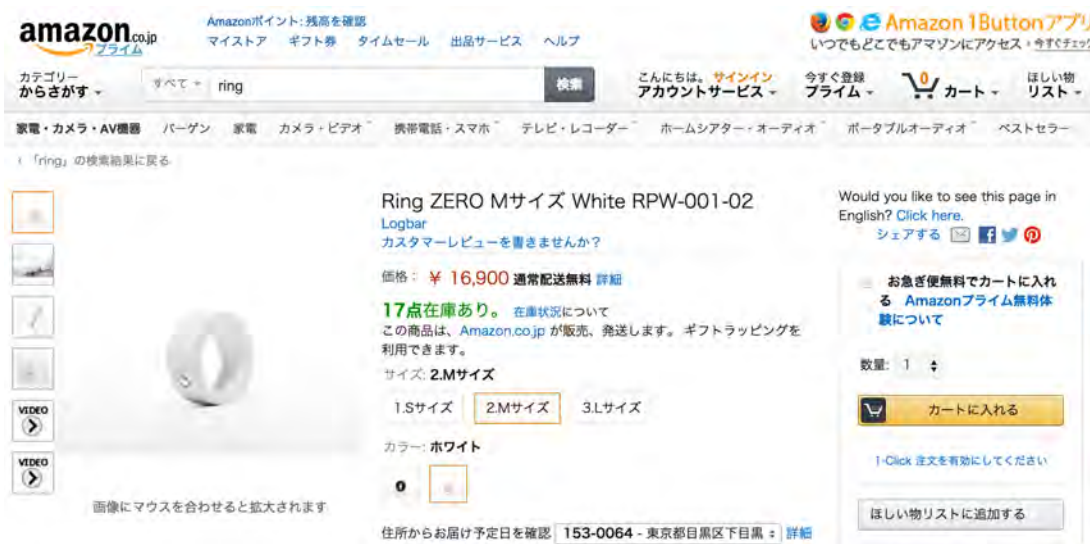 amazon.co.jp
プライム
Amazonポイント: 残高を確認
マイストア ギフト券 タイムセール 出品サービス ヘルプ
Amazon 1Buttonアプリ
いつでもどこでもアマゾンにアクセス
今すぐチェッ
カテゴリー
からさがす
すべて
ring
検索
こんにちは。サインイン
アカウントサービス
今すぐ登録
プライム
0
カート
ほしい物
リスト
家電・カメラ・AV機器 バーゲン 家電 カメラ・ビデオ 携帯電話・スマホ テレビ・レコーダー ホームシアター・オーディオ ポータブルオーディオ ベストセラー
‹ 「ring」の検索結果に戻る
VIDEO
VIDEO
画像にマウスを合わせると拡大されます
Ring ZERO Mサイズ White RPW-001-02
Logbar
カスタマーレビューを書きませんか？
価格： ￥ 16,900 通常配送無料 詳細
17点在庫あり。 在庫状況について
この商品は、Amazon.co.jp が販売、発送します。 ギフトラッピングを
利用できます。
サイズ: 2.Mサイズ
1.Sサイズ 2.Mサイズ 3.Lサイズ
カラー: ホワイト
住所からお届け予定日を確認 153-0064 - 東京都目黒区下目黒 詳細
Would you like to see this page in
English? Click here.
シェアする
お急ぎ便無料でカートに入れ
る Amazonプライム無料体
験について
数量: 1
カートに入れる
1-Click 注文を有効にしてください
ほしい物リストに追加する